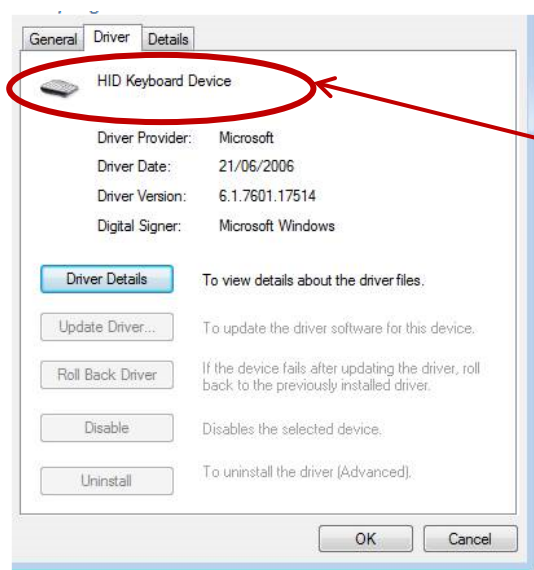 General Driver Details
HID Keyboard Device
Driver Provider: Microsoft
Driver Date: 21/06/2006
Driver Version: 6.1.7601.17514
Digital Signer: Microsoft Windows
Driver Details To view details about the driver files.
Update Driver... To update the driver software for this device.
Roll Back Driver If the device fails after updating the driver, roll
back to the previously installed driver.
Disable Disables the selected device.
Uninstall To uninstall the driver (Advanced).
OK Cancel